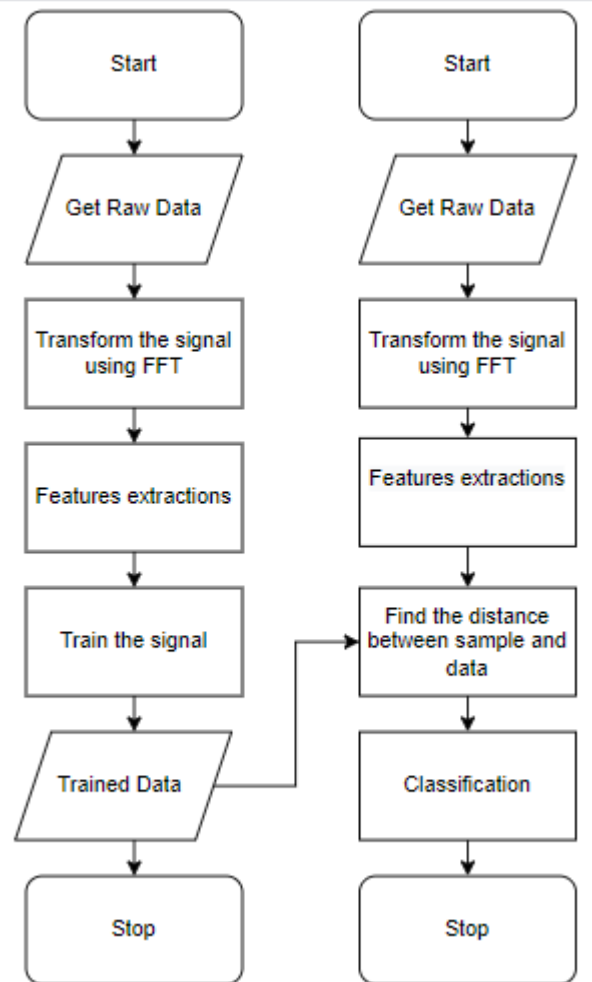 Start
Get Raw Data
Transform the signal
using FFT
Features extractions
Train the signal
Trained Data
Stop
Start
Get Raw Data
Transform the signal
using FFT
Features extractions
Find the distance
between sample and
data
Classification
Stop